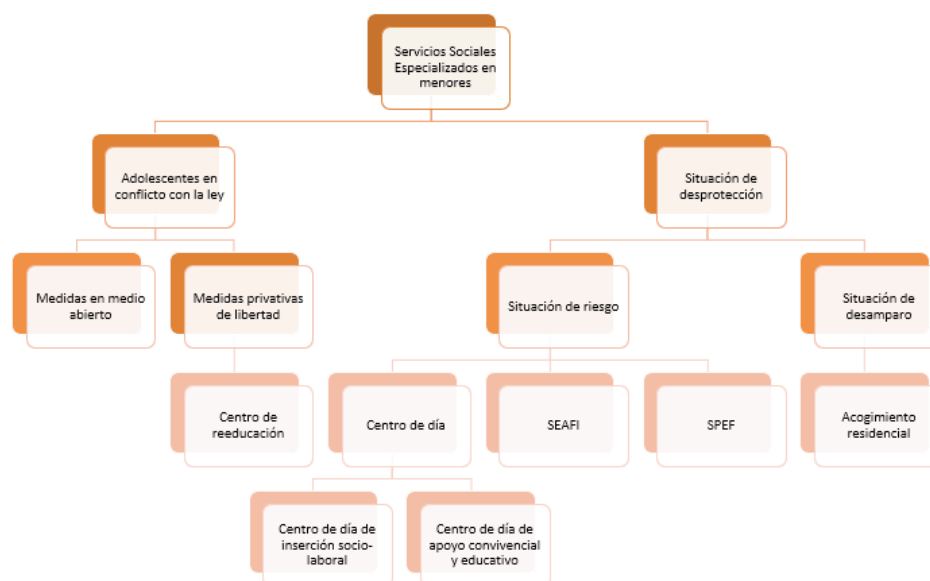 Servicios Sociales
Especializados en
menores
Adolescentes en
conflicto con la ley
Situación de
desprotección
Medidas en medio
abierto
Medidas privativas
de libertad
Situación de riesgo
Situación de
desamparo
Centro de
reeducación
Centro de día
SEAFI
SPEF
Acogimiento
residencial
Centro de día de
inserción socio-
laboral
Centro de día de
apoyo convivencial
y educativo